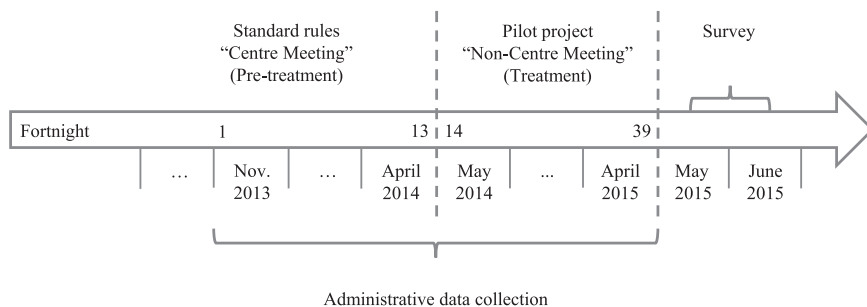 Standard rules
“Centre Meeting”
(Pre-treatment)
Pilot project
“Non-Centre Meeting”
(Treatment)
Survey
Fortnight 1 13 14 39
… Nov. 2013 … April 2014 May 2014 ... April 2015 May 2015 June 2015
Administrative data collection